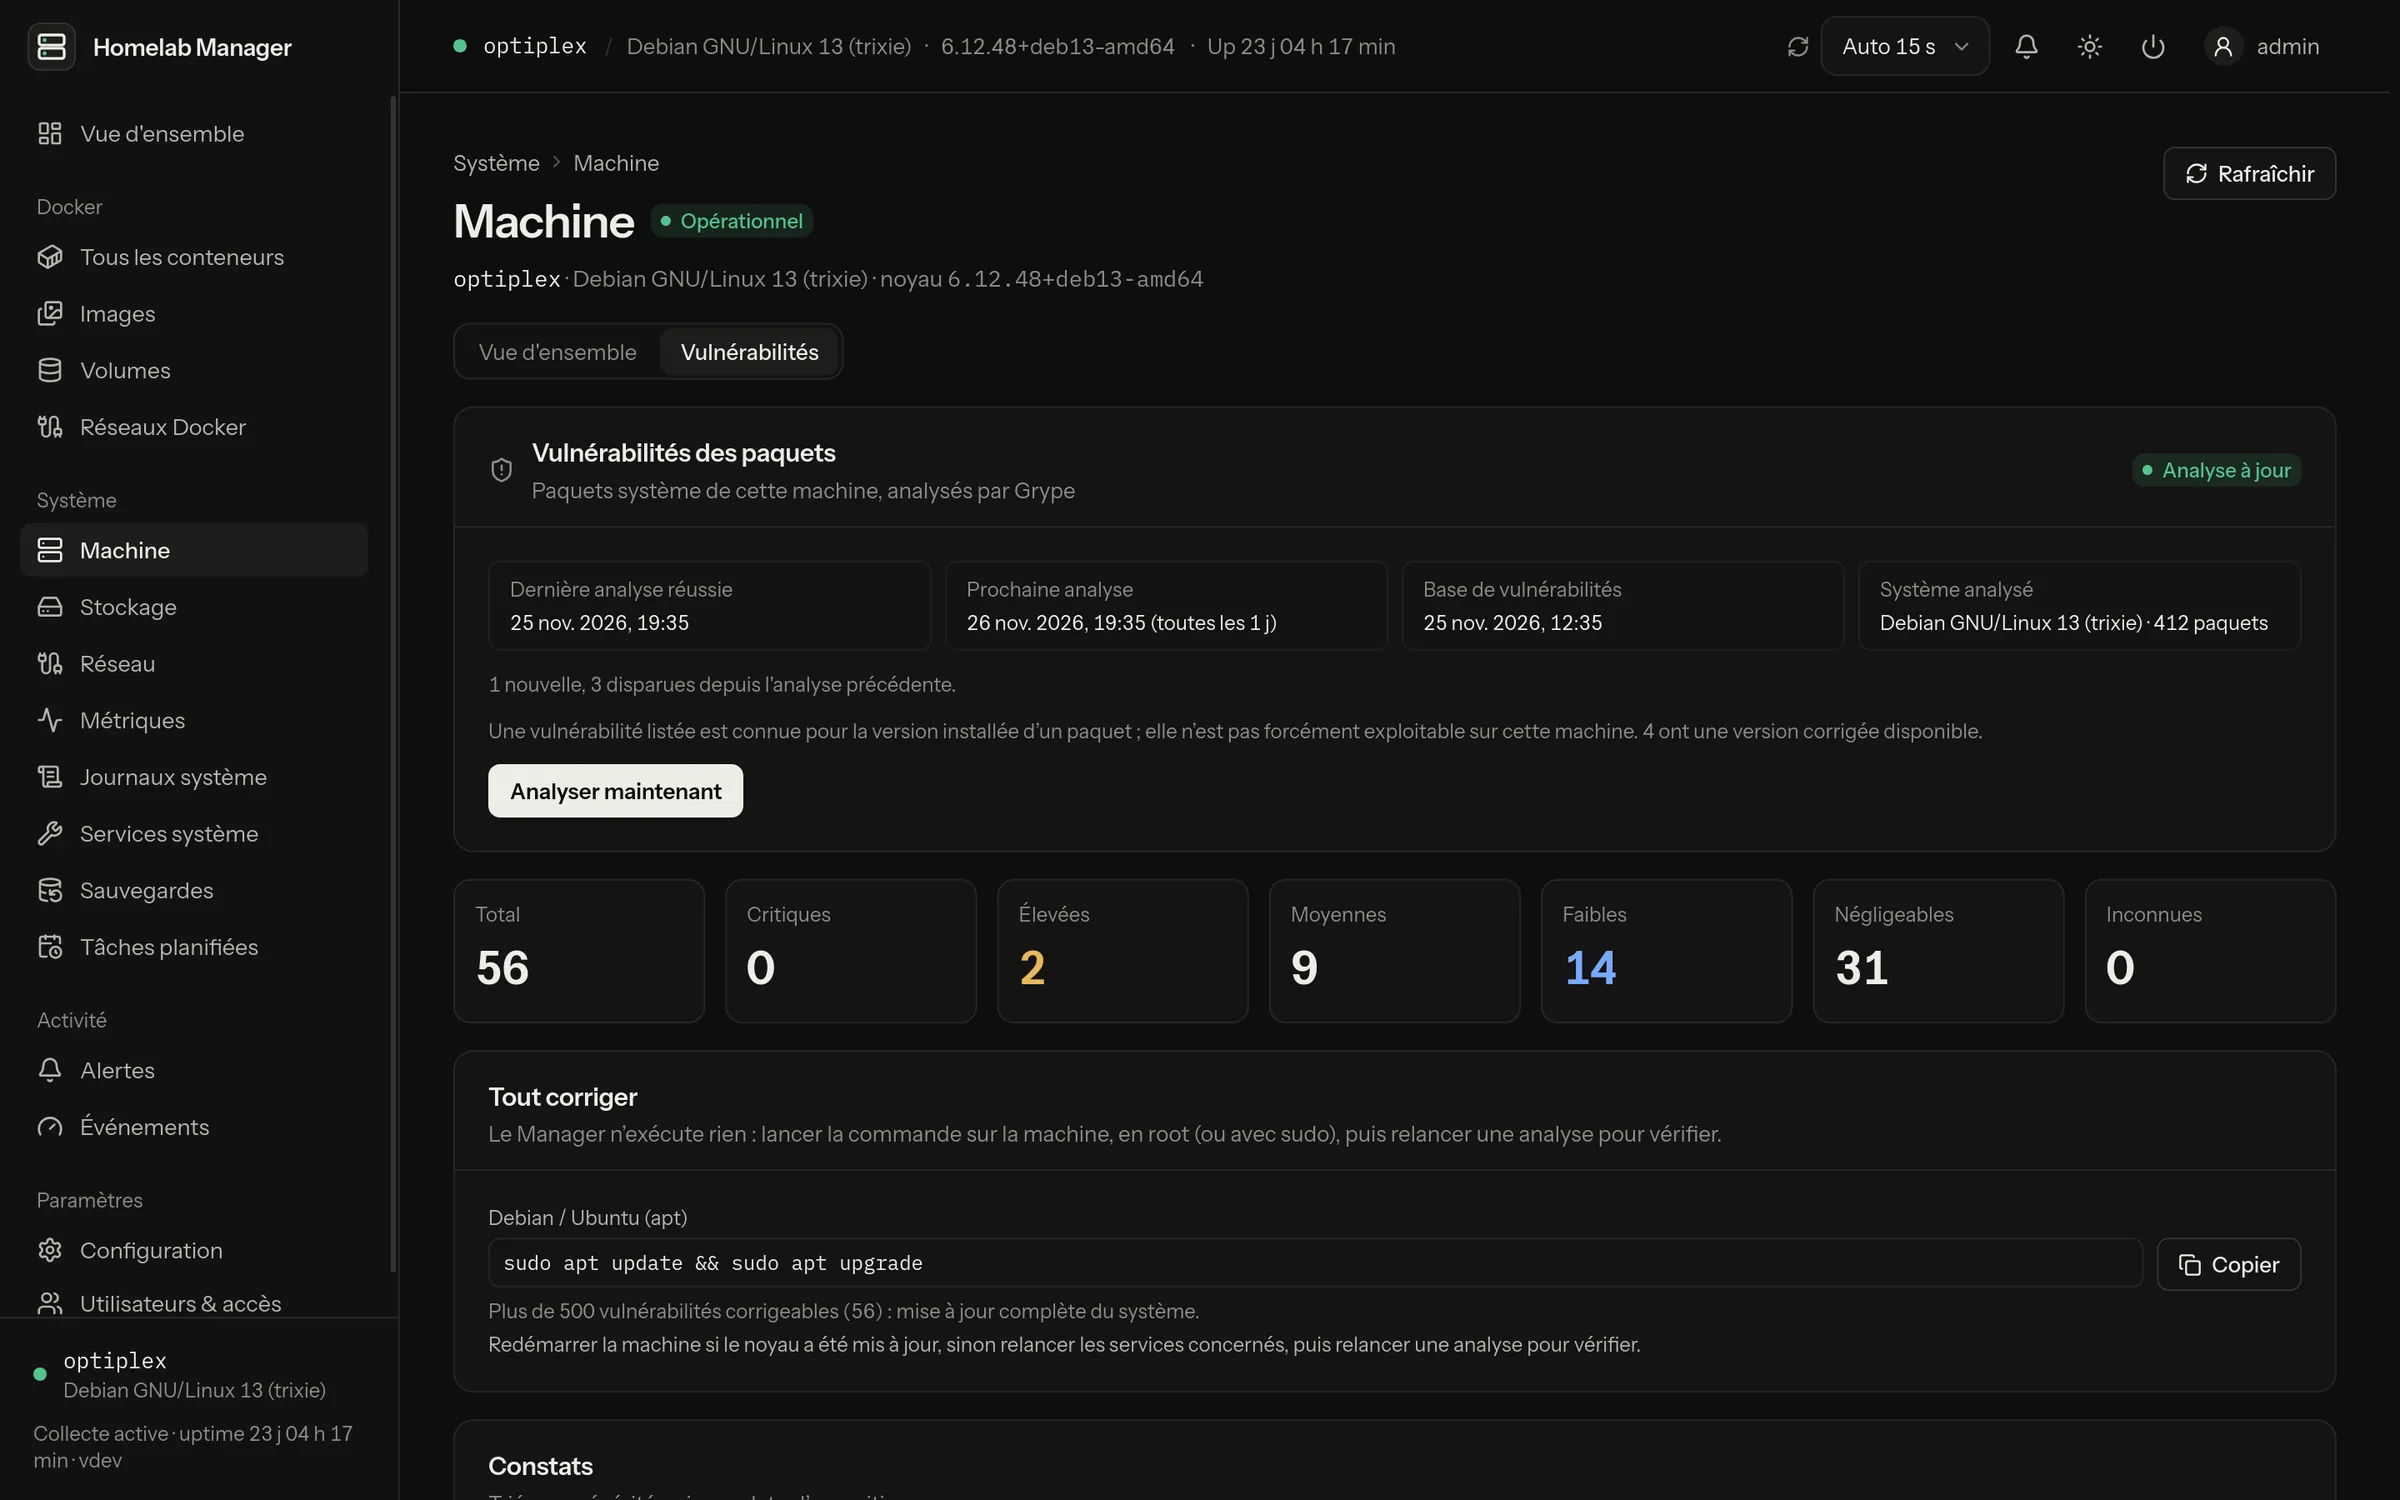 Homelab Manager
optiplex / Debian GNU/Linux 13 (trixie) · 6.12.48+deb13-amd64 · Up 23 j 04 h 17 min
Auto 15 s
admin
Vue d'ensemble
Docker
Tous les conteneurs
Images
Volumes
Réseaux Docker
Système
Machine
Stockage
Réseau
Métriques
Journaux système
Services système
Sauvegardes
Tâches planifiées
Activité
Alertes
Événements
Paramètres
Configuration
Utilisateurs & accès
optiplex
Debian GNU/Linux 13 (trixie)
Collecte active · uptime 23 j 04 h 17
min · vdev
Système > Machine
Rafraîchir
Machine
Opérationnel
optiplex · Debian GNU/Linux 13 (trixie) · noyau 6.12.48+deb13-amd64
Vue d'ensemble
Vulnérabilités
Vulnérabilités des paquets
Paquets système de cette machine, analysés par Grype
Analyse à jour
Dernière analyse réussie
25 nov. 2026, 19:35
Prochaine analyse
26 nov. 2026, 19:35 (toutes les 1 j)
Base de vulnérabilités
25 nov. 2026, 12:35
Système analysé
Debian GNU/Linux 13 (trixie) · 412 paquets
1 nouvelle, 3 disparues depuis l'analyse précédente.
Une vulnérabilité listée est connue pour la version installée d’un paquet ; elle n’est pas forcément exploitable sur cette machine. 4 ont une version corrigée disponible.
Analyser maintenant
Total
56
Critiques
0
Élevées
2
Moyennes
9
Faibles
14
Négligeables
31
Inconnues
0
Tout corriger
Le Manager n’exécute rien : lancer la commande sur la machine, en root (ou avec sudo), puis relancer une analyse pour vérifier.
Debian / Ubuntu (apt)
sudo apt update && sudo apt upgrade
Copier
Plus de 500 vulnérabilités corrigeables (56) : mise à jour complète du système.
Redémarrer la machine si le noyau a été mis à jour, sinon relancer les services concernés, puis relancer une analyse pour vérifier.
Constats